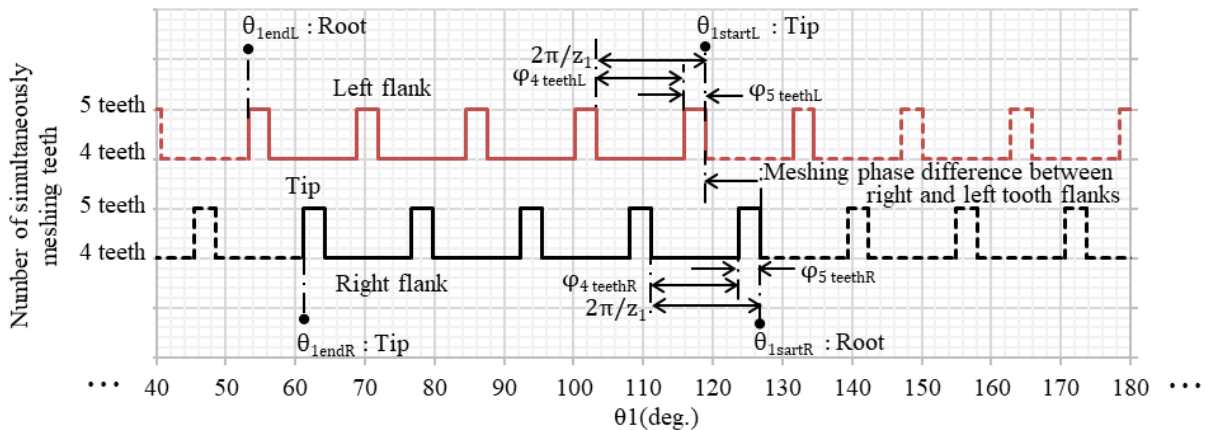 θ1endL : Root
θ1startL : Tip
2π/z1
φ4 teethL
φ5 teethL
Left flank
5 teeth
4 teeth
Meshing phase difference between
right and left tooth flanks
Tip
5 teeth
4 teeth
Right flank
φ4 teethR
φ5 teethR
2π/z1
θ1endR : Tip
θ1sartR : Root
Number of simultaneously
meshing teeth
••• 40 50 60 70 80 90 100 110 120 130 140 150 160 170 180 •••
θ1(deg.)